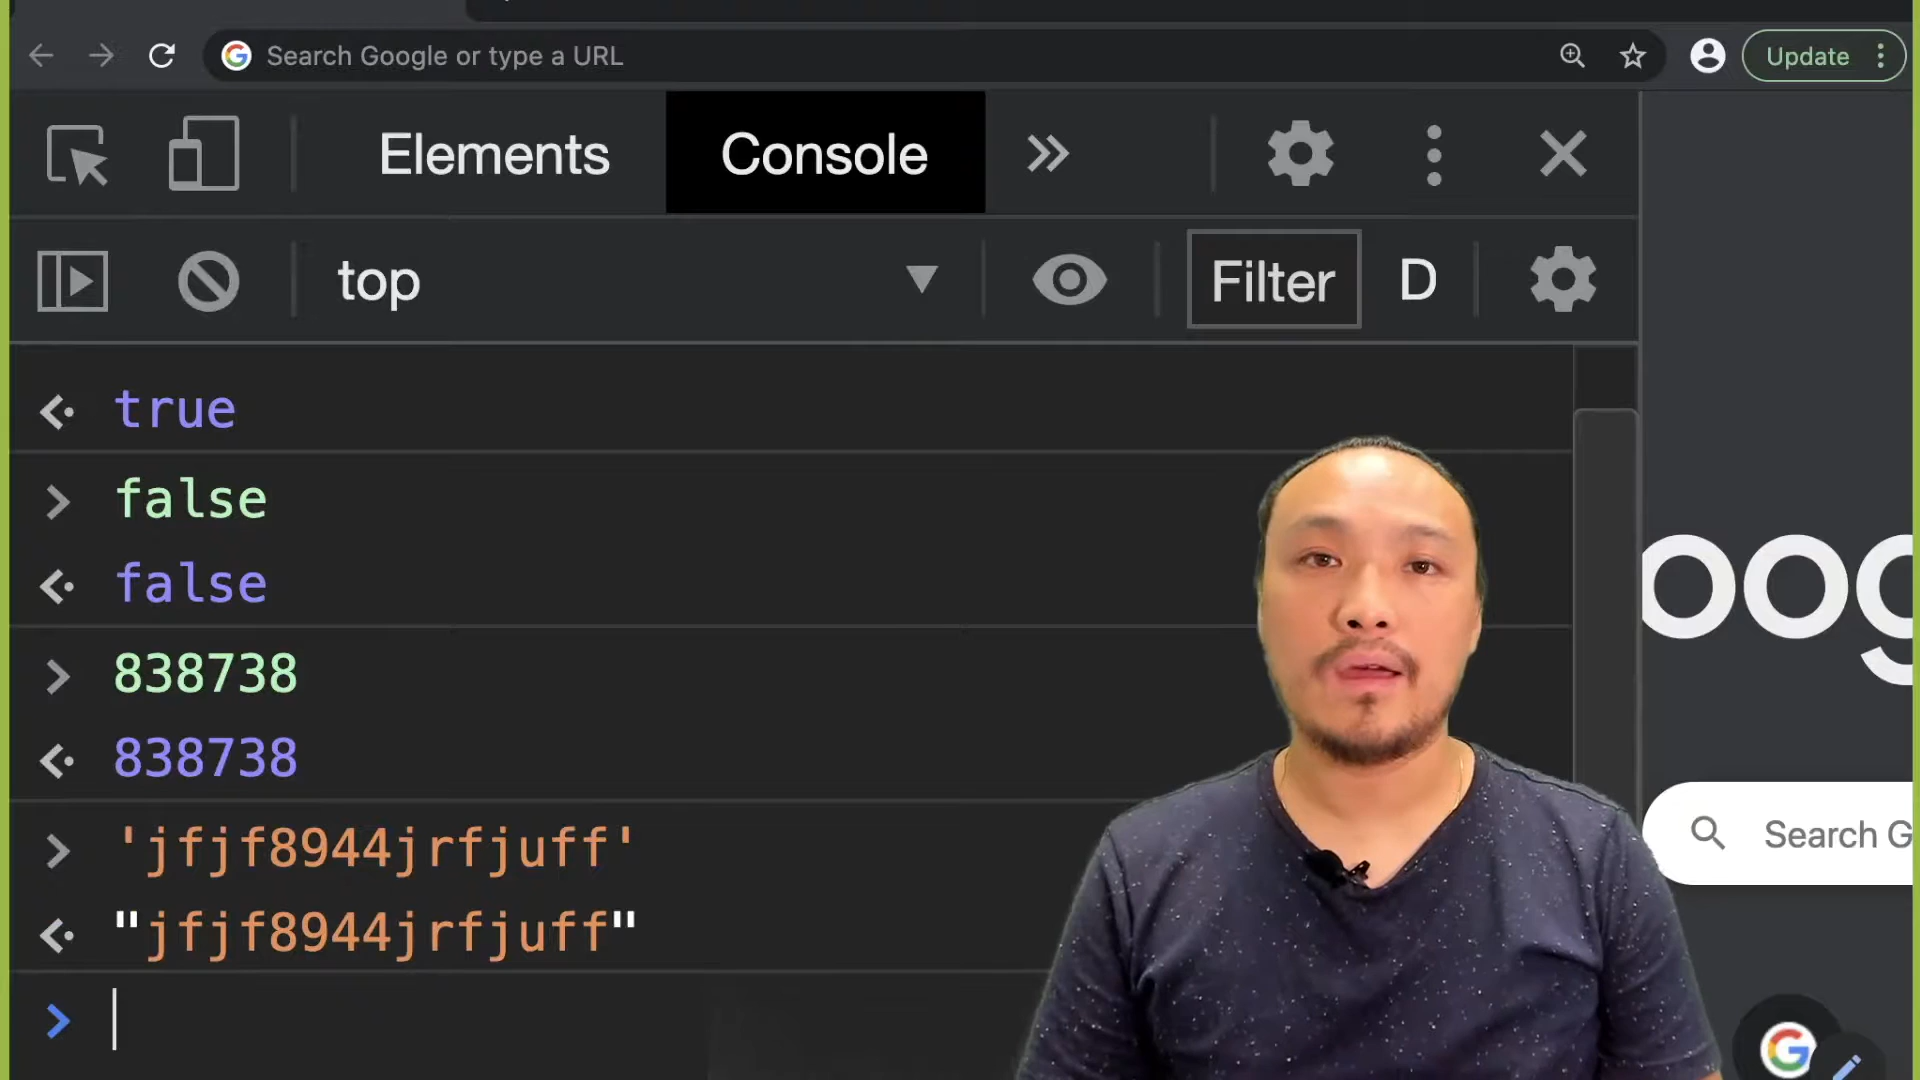 Search Google or type a URL
Update
Elements
Console
top
Filter
D
true
false
false
838738
838738
'jfjf8944jrfjuff'
"jfjf8944jrfjuff"
oog
Search G